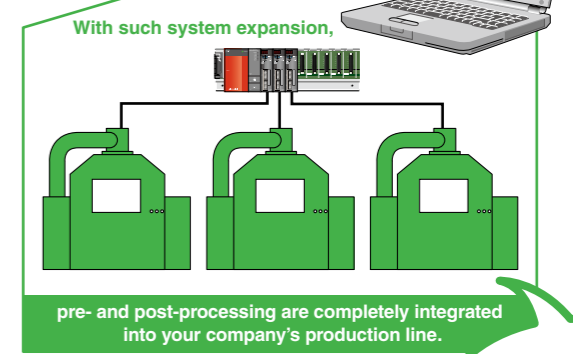 With such system expansion,
pre- and post-processing are completely integrated
into your company's production line.